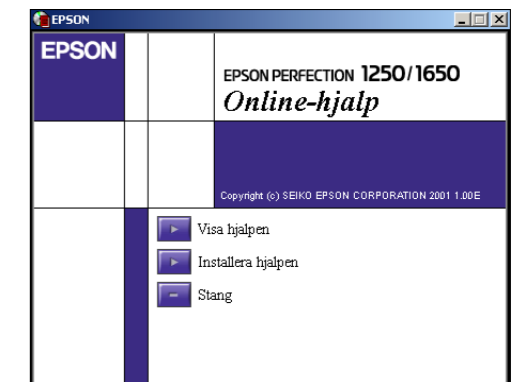 EPSON
EPSON
EPSON PERFECTION 1250/1650
Online-hjalp
Copyright (c) SEIKO EPSON CORPORATION 2001 1.00E
Visa hjalpen
Installera hjalpen
Stang